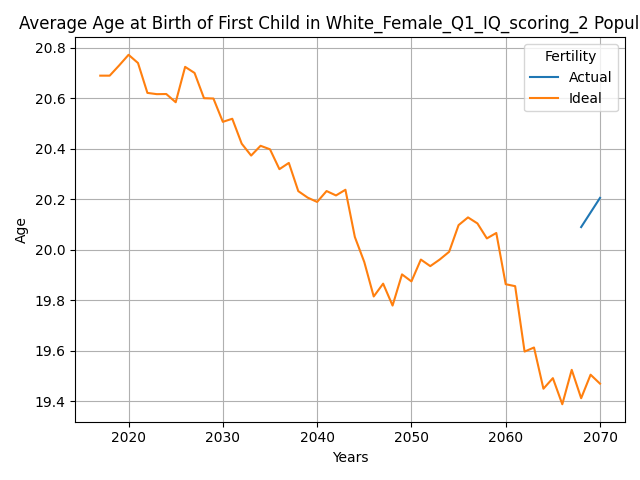 Average Age at Birth of First Child in White_Female_Q1_IQ_scoring_2 Popul
Fertility
Actual
Ideal
20.8
20.6
20.4
20.2
20.0
19.8
19.6
19.4
Age
2020 2030 2040 2050 2060 2070
Years